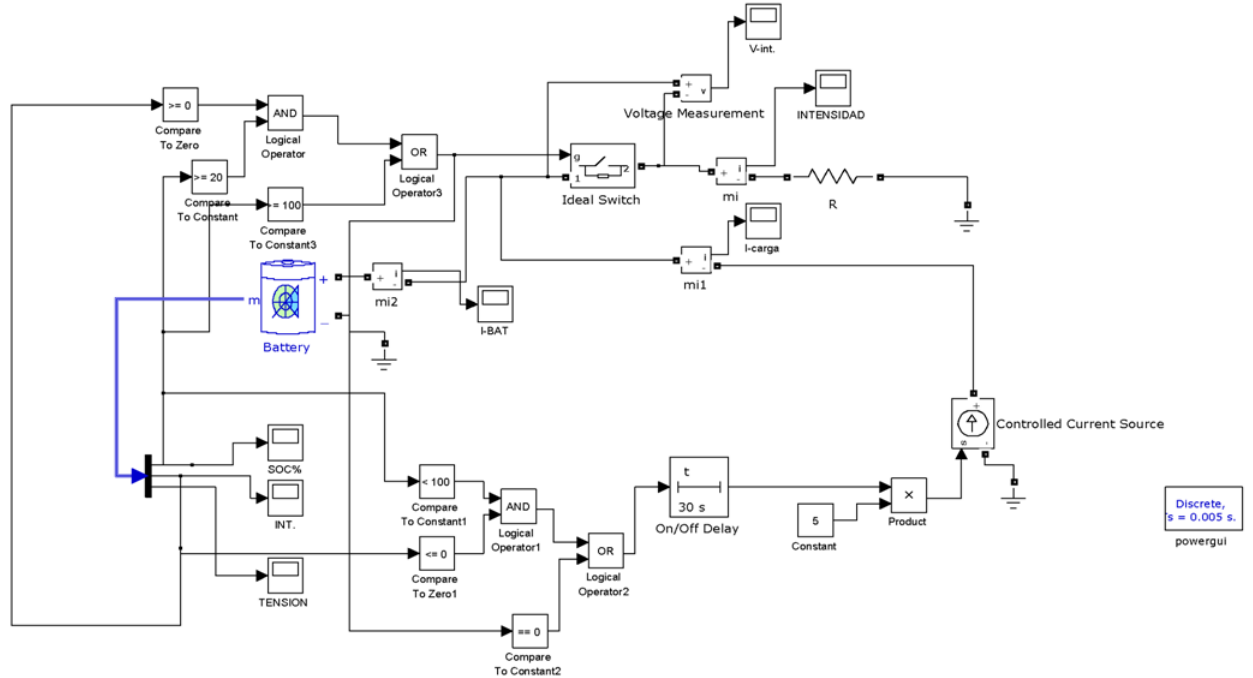 V-int.
+
-
v
Voltage Measurement
INTENSIDAD
>= 0
Compare
To Zero
AND
Logical
Operator
OR
Logical
Operator3
g
1
2
Ideal Switch
+
i
-
mi
R
>= 20
Compare
To Constant
= 100
Compare
To Constant3
I-carga
+
i
-
mi1
m
+
–
Battery
+
i
-
mi2
I-BAT
+
s
-
Controlled Current Source
SOC%
INT.
TENSION
< 100
Compare
To Constant1
AND
Logical
Operator1
<= 0
Compare
To Zero1
OR
Logical
Operator2
t
30 s
On/Off Delay
5
Constant
×
Product
Discrete,
s = 0.005 s.
powergui
== 0
Compare
To Constant2